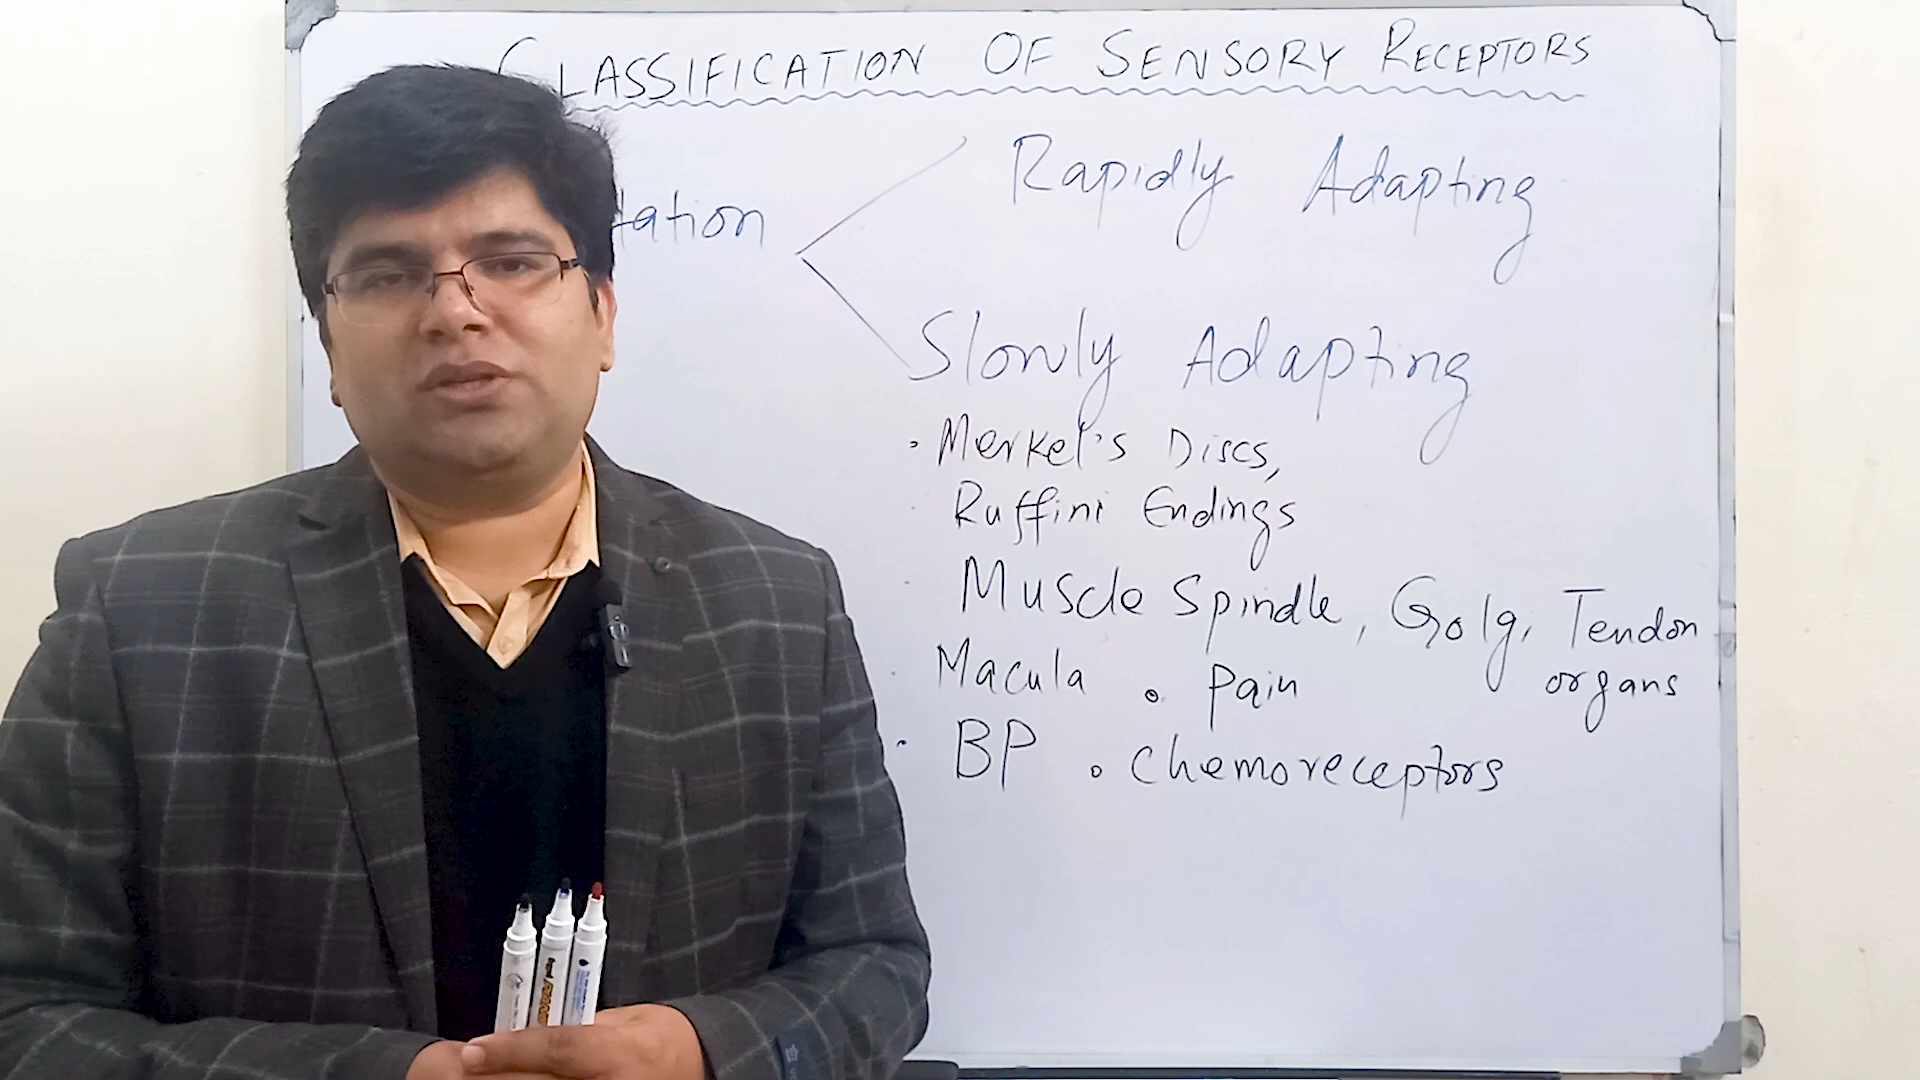 CLASSIFICATION OF SENSORY RECEPTORS
tation
Rapidly Adapting
Slowly Adapting
• Merkel's Discs,
Ruffini Endings
Muscle Spindle, Golgi Tendon organs
Macula • Pain
• BP • Chemoreceptors